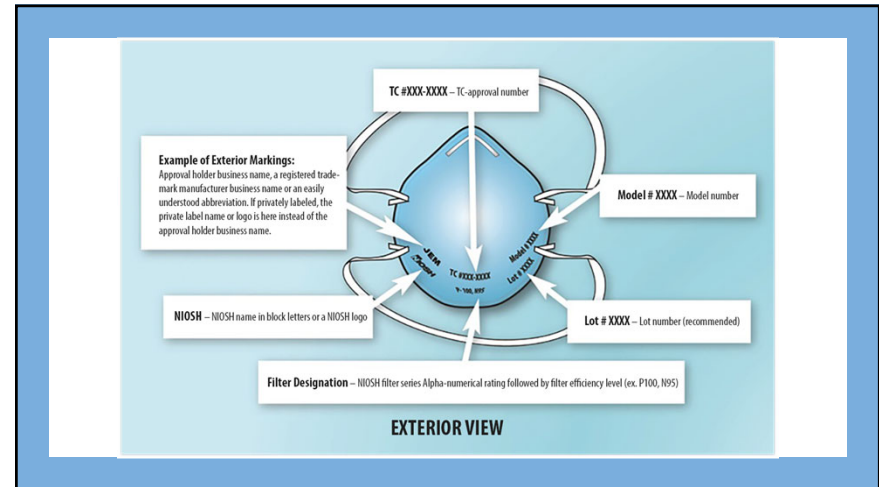 TC #XXX-XXXX – TC-approval number
Example of Exterior Markings:
Approval holder business name, a registered trade-
mark manufacturer business name or an easily
understood abbreviation. If privately labeled, the
private label name or logo is here instead of the
approval holder business name.
Model # XXXX – Model number
JEM
NIOSH
TC #XXX-XXXX
P-100, N95
Model # XXXX
Lot # XXXX
NIOSH – NIOSH name in block letters or a NIOSH logo
Lot # XXXX – Lot number (recommended)
Filter Designation – NIOSH filter series Alpha-numerical rating followed by filter efficiency level (ex. P100, N95)
EXTERIOR VIEW